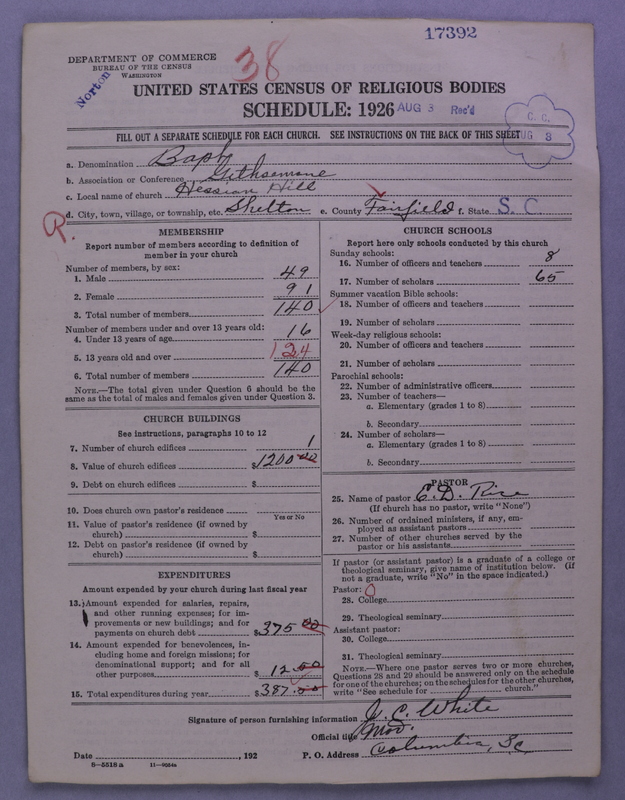 17392
38
DEPARTMENT OF COMMERCE
BUREAU OF THE CENSUS
WASHINGTON
Norton
UNITED STATES CENSUS OF RELIGIOUS BODIES
SCHEDULE: 1926 AUG 3 Rec'd
C. C.
AUG 3
FILL OUT A SEPARATE SCHEDULE FOR EACH CHURCH. SEE INSTRUCTIONS ON THE BACK OF THIS SHEET
a. Denomination Bapt
b. Association or Conference Gethsemane
c. Local name of church Hessian Hill
d. City, town, village, or township, etc. Shelton e. County Fairfield f. State S. C.
R.
MEMBERSHIP
Report number of members according to definition of
member in your church
Number of members, by sex:
1. Male 49
2. Female 91
3. Total number of members 140
Number of members under and over 13 years old:
4. Under 13 years of age 16
5. 13 years old and over 124
6. Total number of members 140
NOTE.—The total given under Question 6 should be the
same as the total of males and females given under Question 3.
CHURCH BUILDINGS
See instructions, paragraphs 10 to 12
7. Number of church edifices 1
8. Value of church edifices $1200 00
9. Debt on church edifices $
10. Does church own pastor's residence
Yes or No
11. Value of pastor's residence (if owned by
church) $
12. Debt on pastor's residence (if owned by
church) $
EXPENDITURES
Amount expended by your church during last fiscal year
13. Amount expended for salaries, repairs,
and other running expenses; for im-
provements or new buildings; and for
payments on church debt $375 00
14. Amount expended for benevolences, in-
cluding home and foreign missions; for
denominational support; and for all
other purposes $12.00
15. Total expenditures during year $387.00
CHURCH SCHOOLS
Report here only schools conducted by this church
Sunday schools:
16. Number of officers and teachers 8
17. Number of scholars 65
Summer vacation Bible schools:
18. Number of officers and teachers
19. Number of scholars
Week-day religious schools:
20. Number of officers and teachers
21. Number of scholars
Parochial schools:
22. Number of administrative officers
23. Number of teachers—
a. Elementary (grades 1 to 8)
b. Secondary
24. Number of scholars—
a. Elementary (grades 1 to 8)
b. Secondary
PASTOR
25. Name of pastor E. D. Rice
(If church has no pastor, write "None")
26. Number of ordained ministers, if any, em-
ployed as assistant pastors
27. Number of other churches served by the
pastor or his assistants
If pastor (or assistant pastor) is a graduate of a college or
theological seminary, give name of institution below. (If
not a graduate, write "No" in the space indicated.)
Pastor: O
28. College
29. Theological seminary
Assistant pastor:
30. College
31. Theological seminary
NOTE.—Where one pastor serves two or more churches,
Questions 28 and 29 should be answered only on the schedule
for one of the churches; on the schedules for the other churches,
write "See schedule for church."
Signature of person furnishing information J. C. White
Official title Mod.
Date , 192 P. O. Address Columbia, Sc
8—5518 a 11—9054a